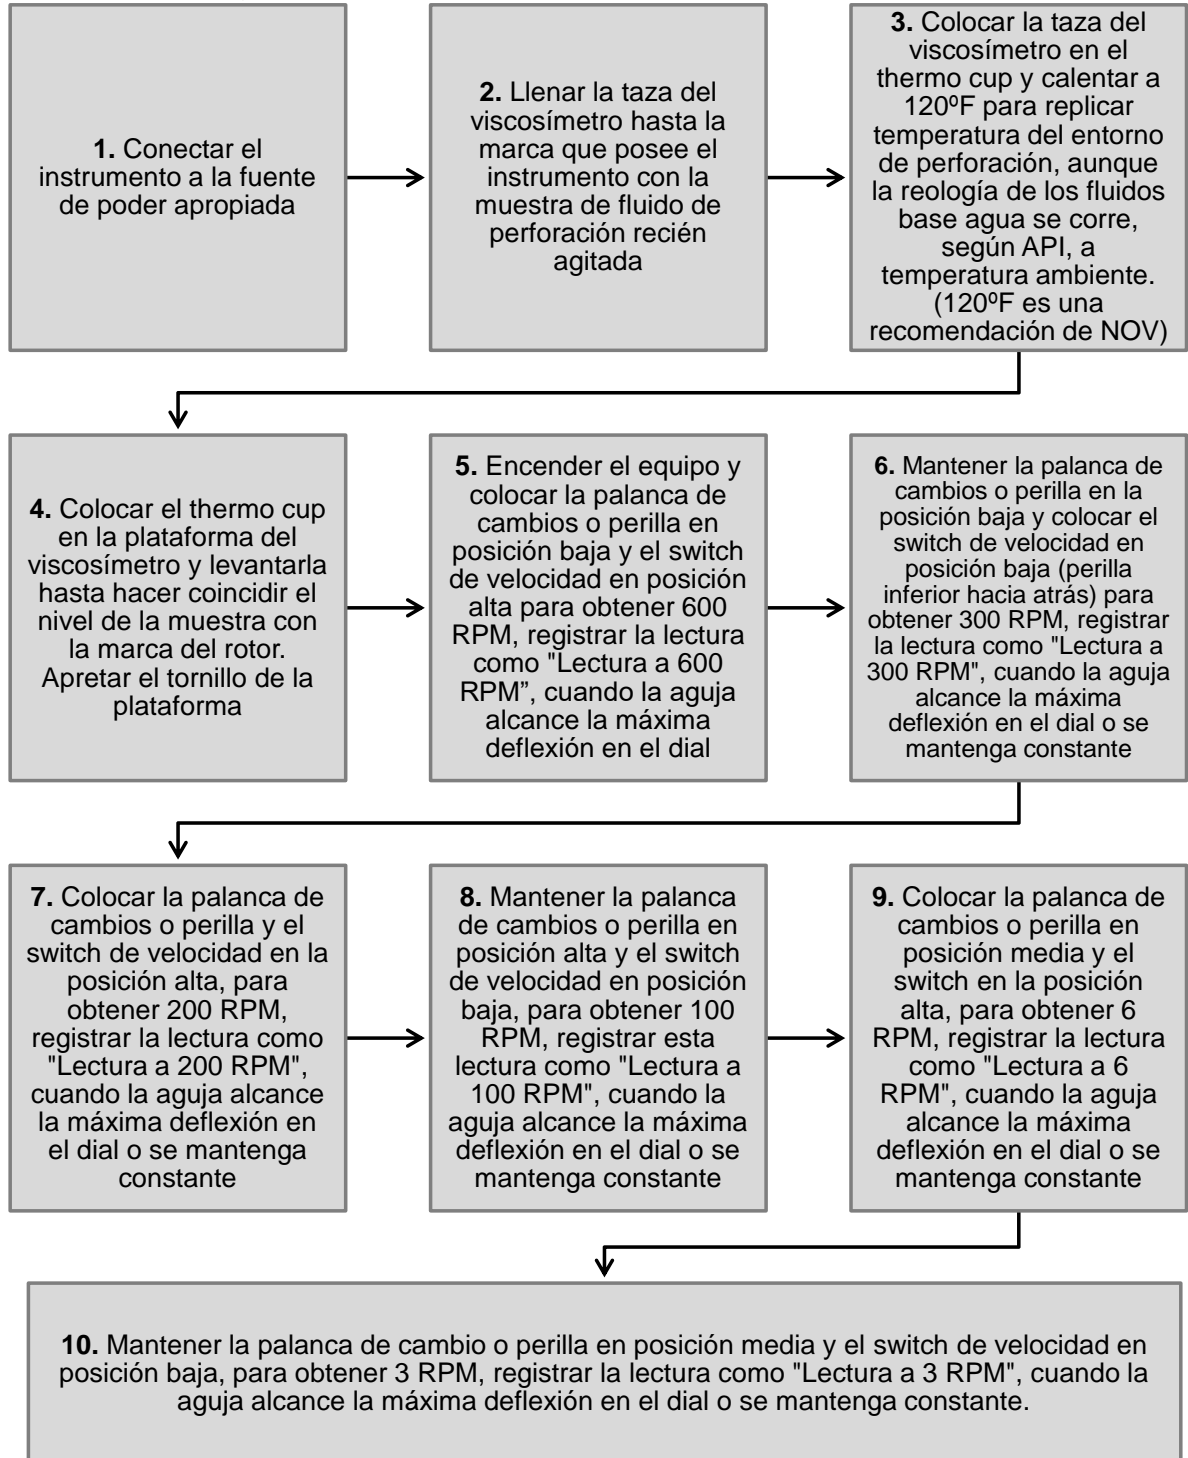 1. Conectar el
instrumento a la fuente
de poder apropiada
2. Llenar la taza del
viscosímetro hasta la
marca que posee el
instrumento con la
muestra de fluido de
perforación recién
agitada
3. Colocar la taza del
viscosímetro en el
thermo cup y calentar a
120ºF para replicar
temperatura del entorno
de perforación, aunque
la reología de los fluidos
base agua se corre,
según API, a
temperatura ambiente.
(120ºF es una
recomendación de NOV)
4. Colocar el thermo cup
en la plataforma del
viscosímetro y levantarla
hasta hacer coincidir el
nivel de la muestra con
la marca del rotor.
Apretar el tornillo de la
plataforma
5. Encender el equipo y
colocar la palanca de
cambios o perilla en
posición baja y el switch
de velocidad en posición
alta para obtener 600
RPM, registrar la lectura
como "Lectura a 600
RPM”, cuando la aguja
alcance la máxima
deflexión en el dial
6. Mantener la palanca de
cambios o perilla en la
posición baja y colocar el
switch de velocidad en
posición baja (perilla
inferior hacia atrás) para
obtener 300 RPM, registrar
la lectura como "Lectura a
300 RPM", cuando la aguja
alcance la máxima
deflexión en el dial o se
mantenga constante
7. Colocar la palanca de
cambios o perilla y el
switch de velocidad en la
posición alta, para
obtener 200 RPM,
registrar la lectura como
"Lectura a 200 RPM",
cuando la aguja alcance
la máxima deflexión en
el dial o se mantenga
constante
8. Mantener la palanca
de cambios o perilla en
posición alta y el switch
de velocidad en posición
baja, para obtener 100
RPM, registrar esta
lectura como "Lectura a
100 RPM", cuando la
aguja alcance la máxima
deflexión en el dial o se
mantenga constante
9. Colocar la palanca de
cambios o perilla en
posición media y el
switch en la posición
alta, para obtener 6
RPM, registrar la lectura
como "Lectura a 6
RPM", cuando la aguja
alcance la máxima
deflexión en el dial o se
mantenga constante
10. Mantener la palanca de cambio o perilla en posición media y el switch de velocidad en
posición baja, para obtener 3 RPM, registrar la lectura como "Lectura a 3 RPM", cuando la
aguja alcance la máxima deflexión en el dial o se mantenga constante.